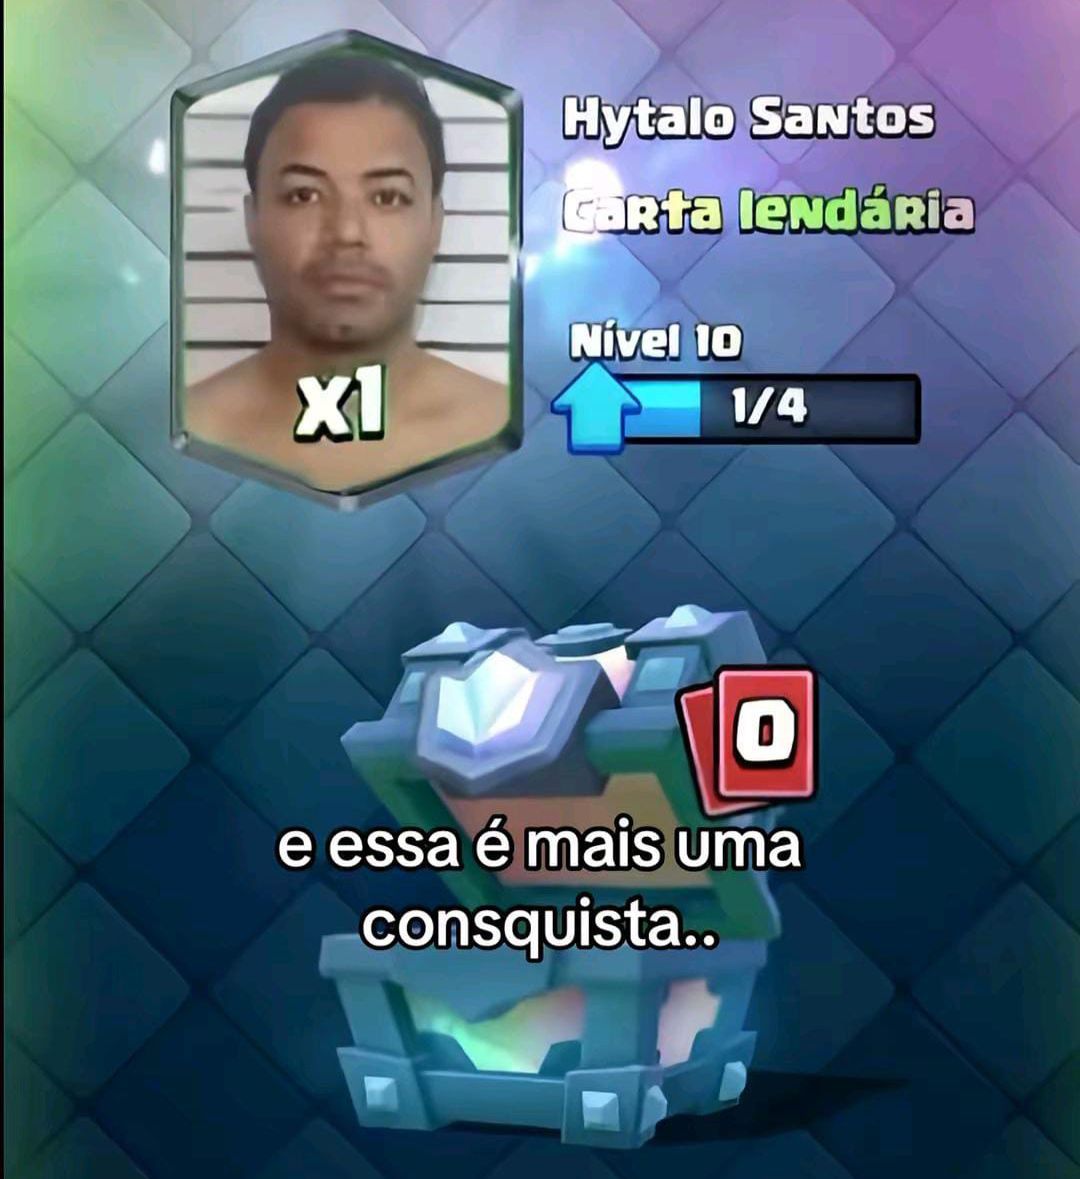 Hytalo Santos
Carta lendária
Nível 10
1/4
X1
0
e essa é mais uma
consquista..